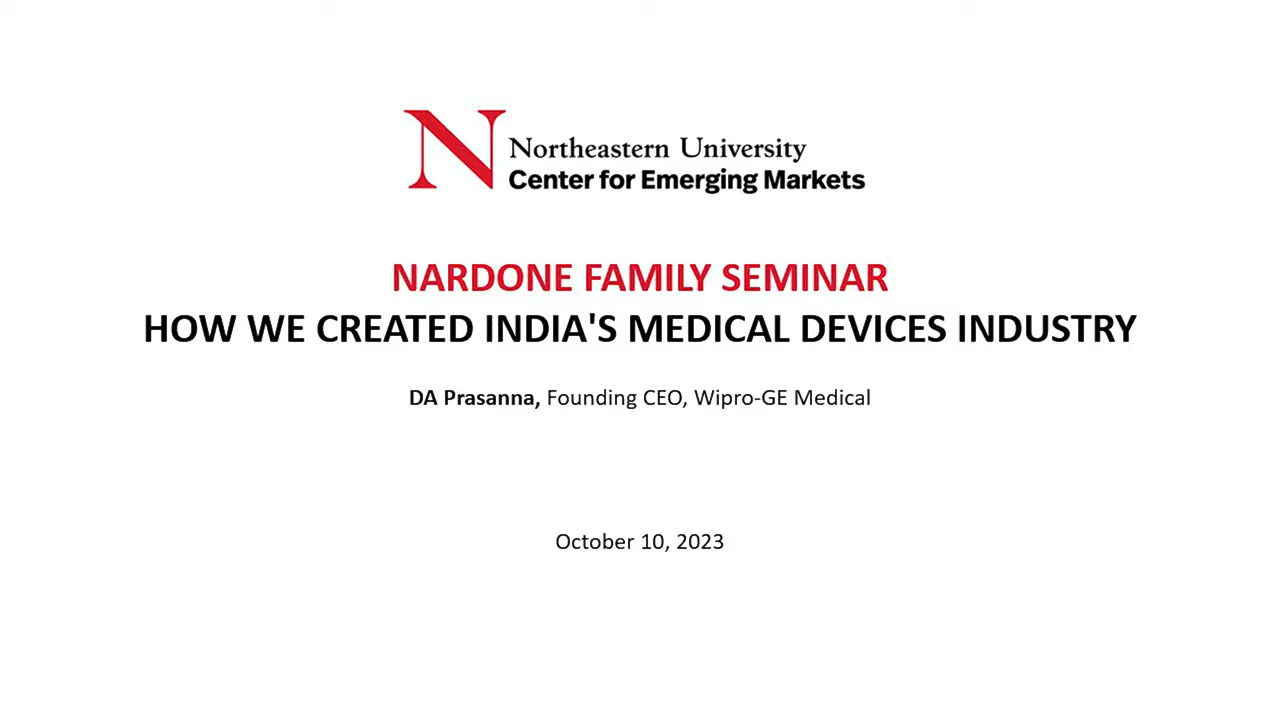 Northeastern University
Center for Emerging Markets
NARDONE FAMILY SEMINAR
HOW WE CREATED INDIA'S MEDICAL DEVICES INDUSTRY
DA Prasanna, Founding CEO, Wipro-GE Medical
October 10, 2023